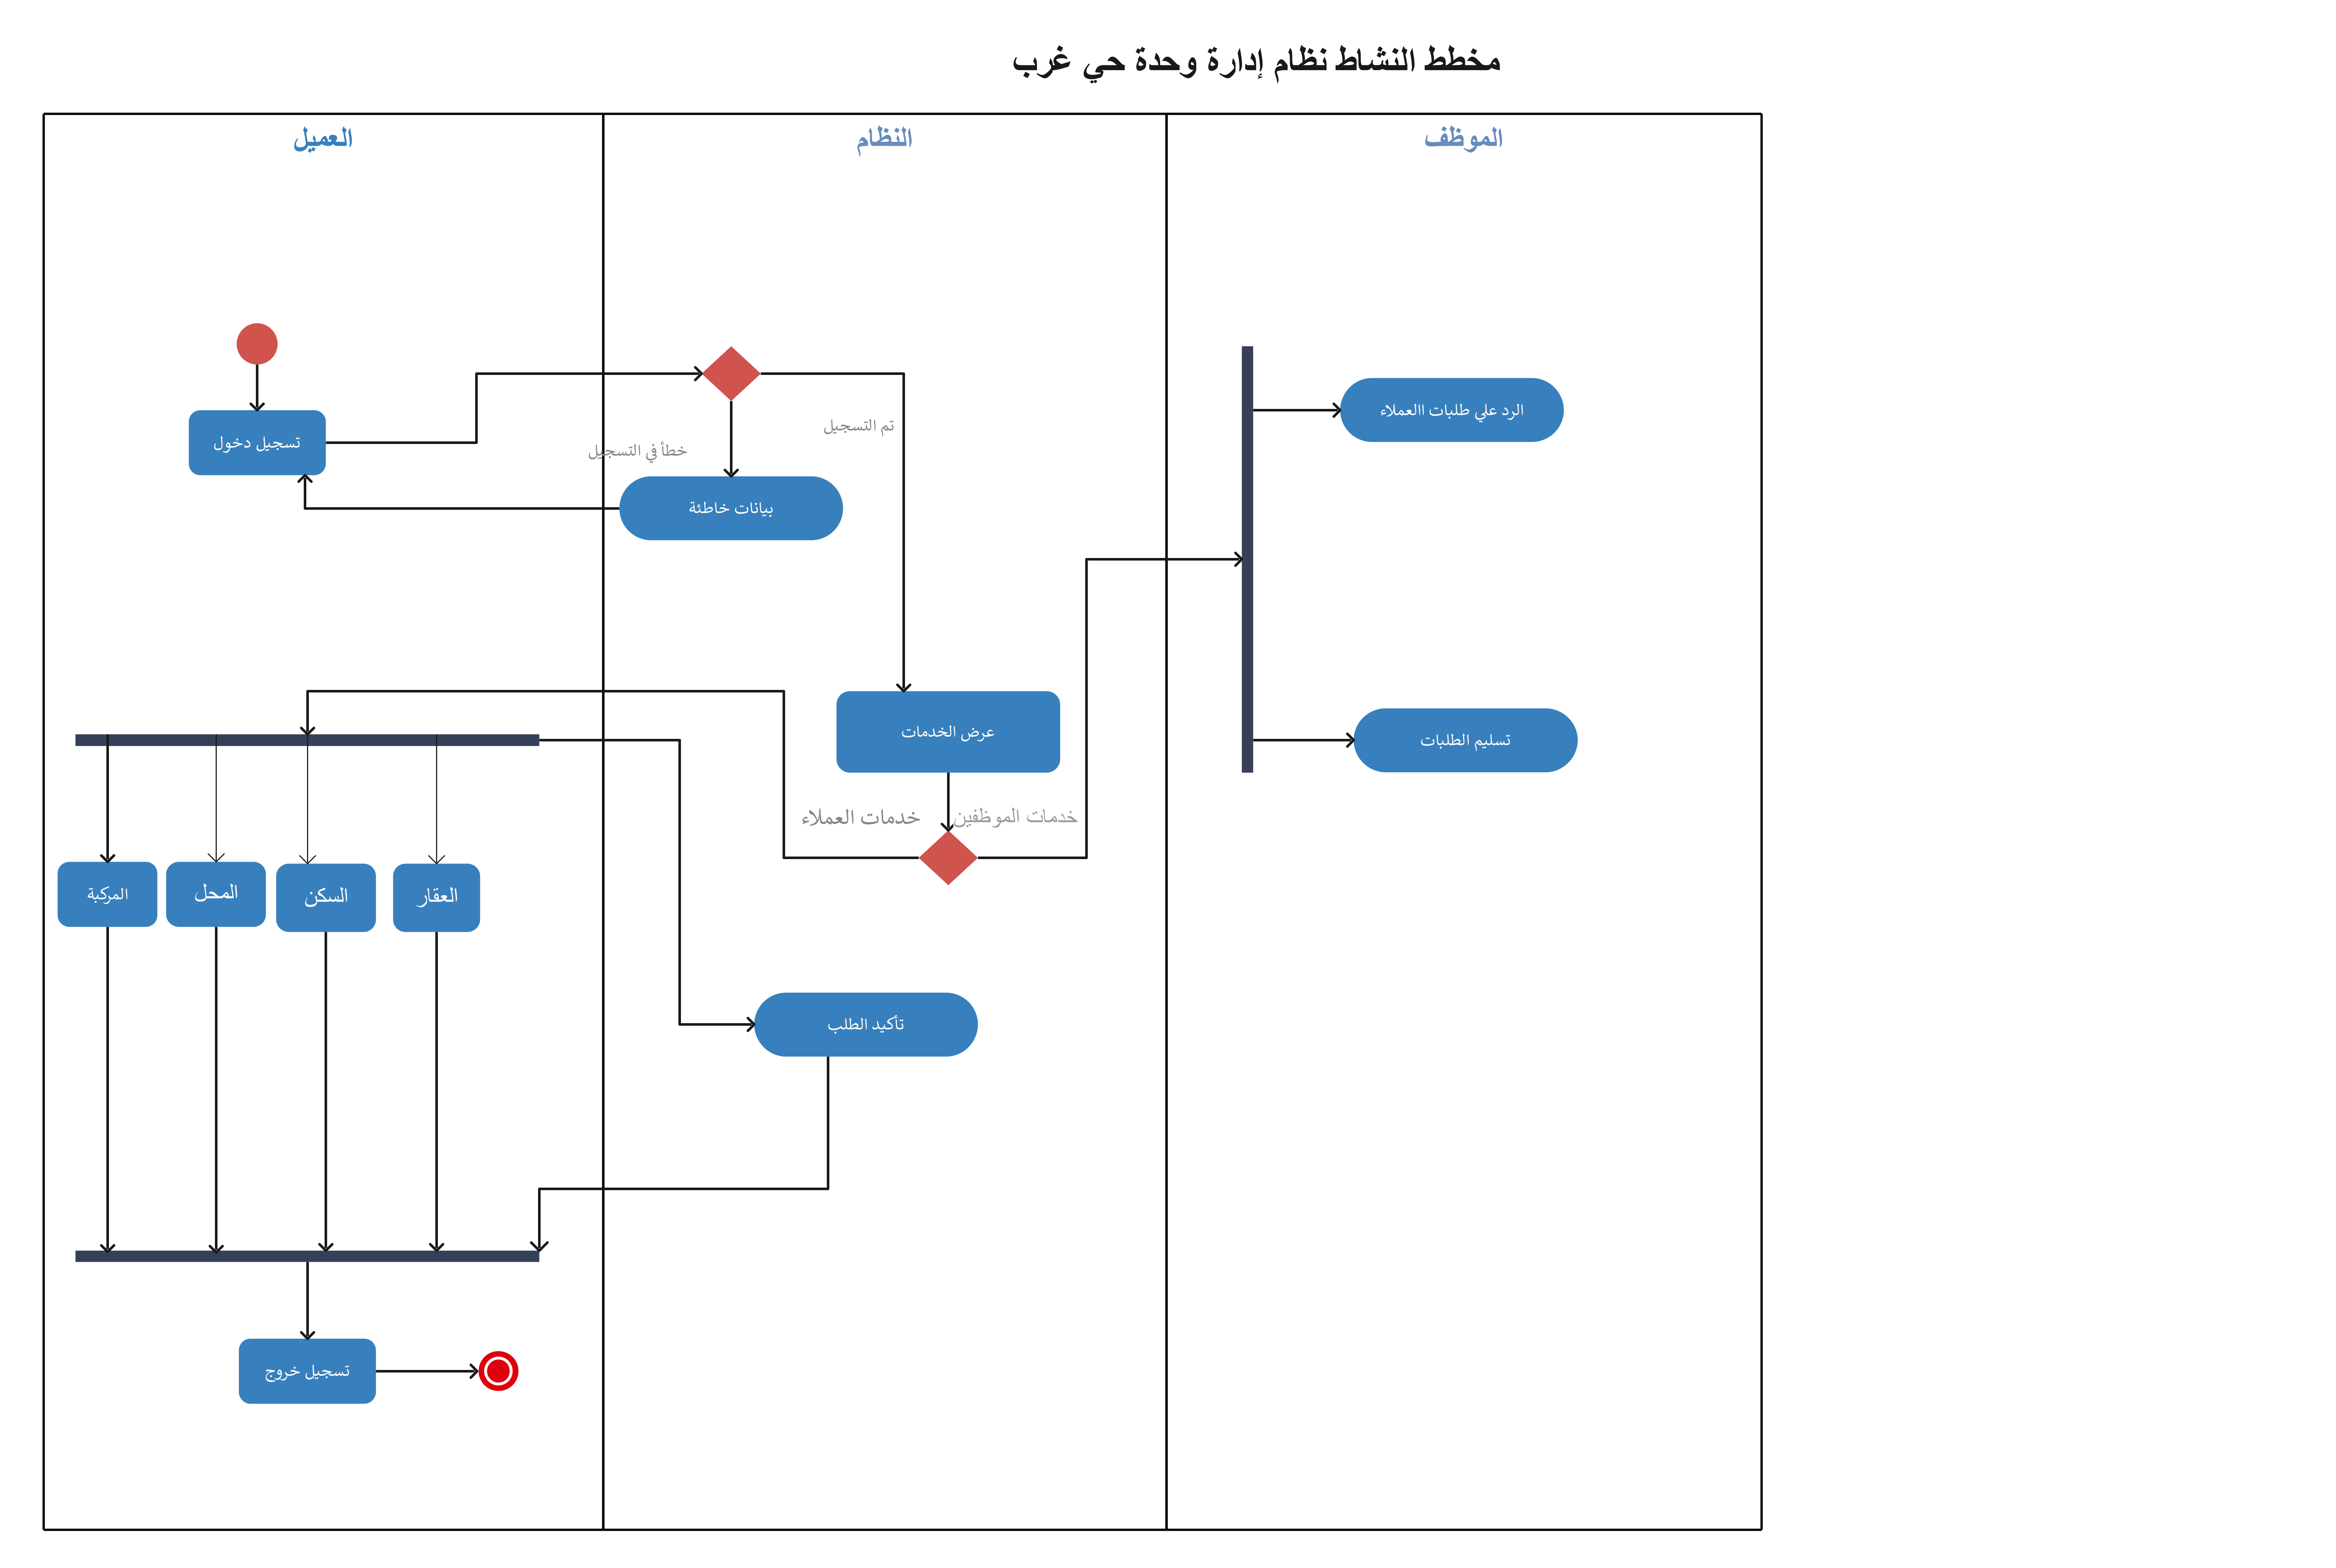 مخطط النشاط نظام إدارة وحدة حي غرب
الموظف
النظام
العميل
الرد علي طلبات االعملاء
تم التسجيل
تسجيل دخول
خطأ في التسجيل
بيانات خاطئة
عرض الخدمات
تسليم الطلبات
خدمات الموظفين
خدمات العملاء
العقار
السكن
المحل
المركبة
تأكيد الطلب
تسجيل خروج